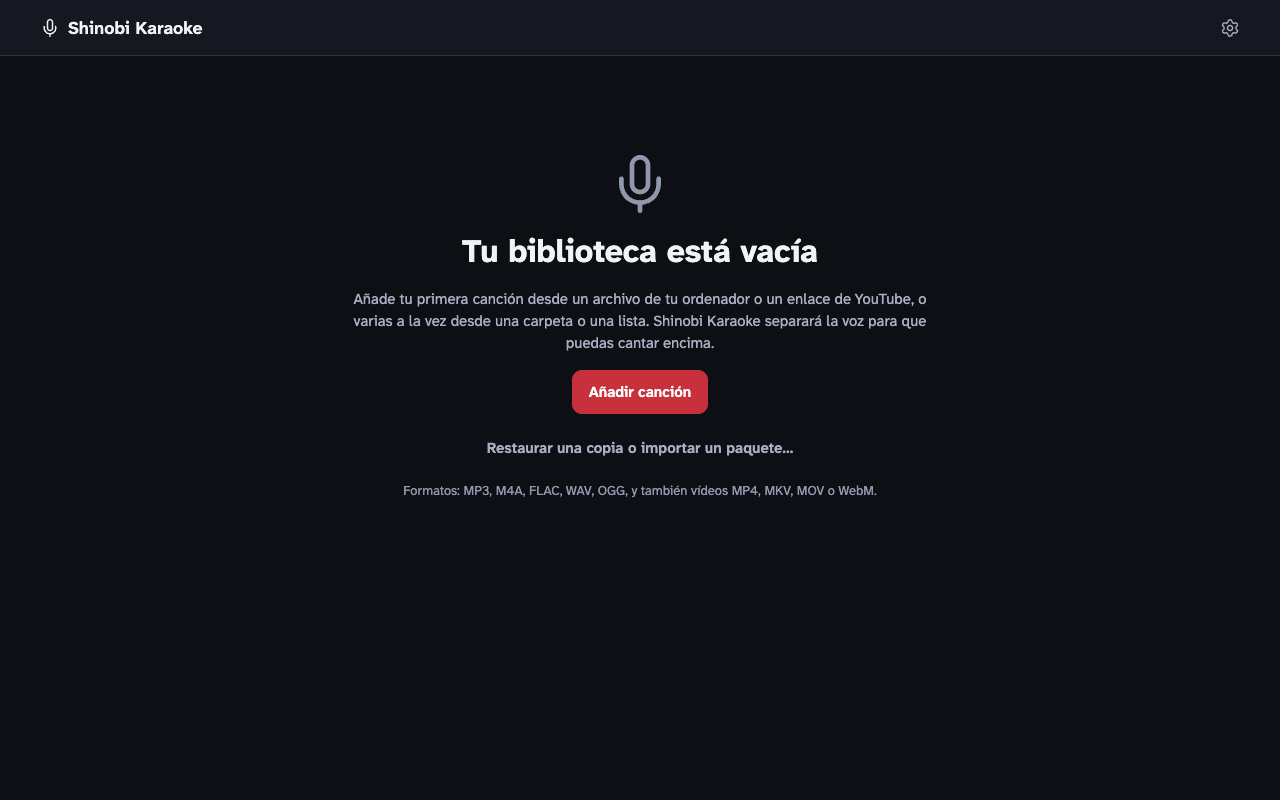 Shinobi Karaoke
Tu biblioteca está vacía
Añade tu primera canción desde un archivo de tu ordenador o un enlace de YouTube, o
varias a la vez desde una carpeta o una lista. Shinobi Karaoke separará la voz para que
puedas cantar encima.
Añadir canción
Restaurar una copia o importar un paquete...
Formatos: MP3, M4A, FLAC, WAV, OGG, y también vídeos MP4, MKV, MOV o WebM.